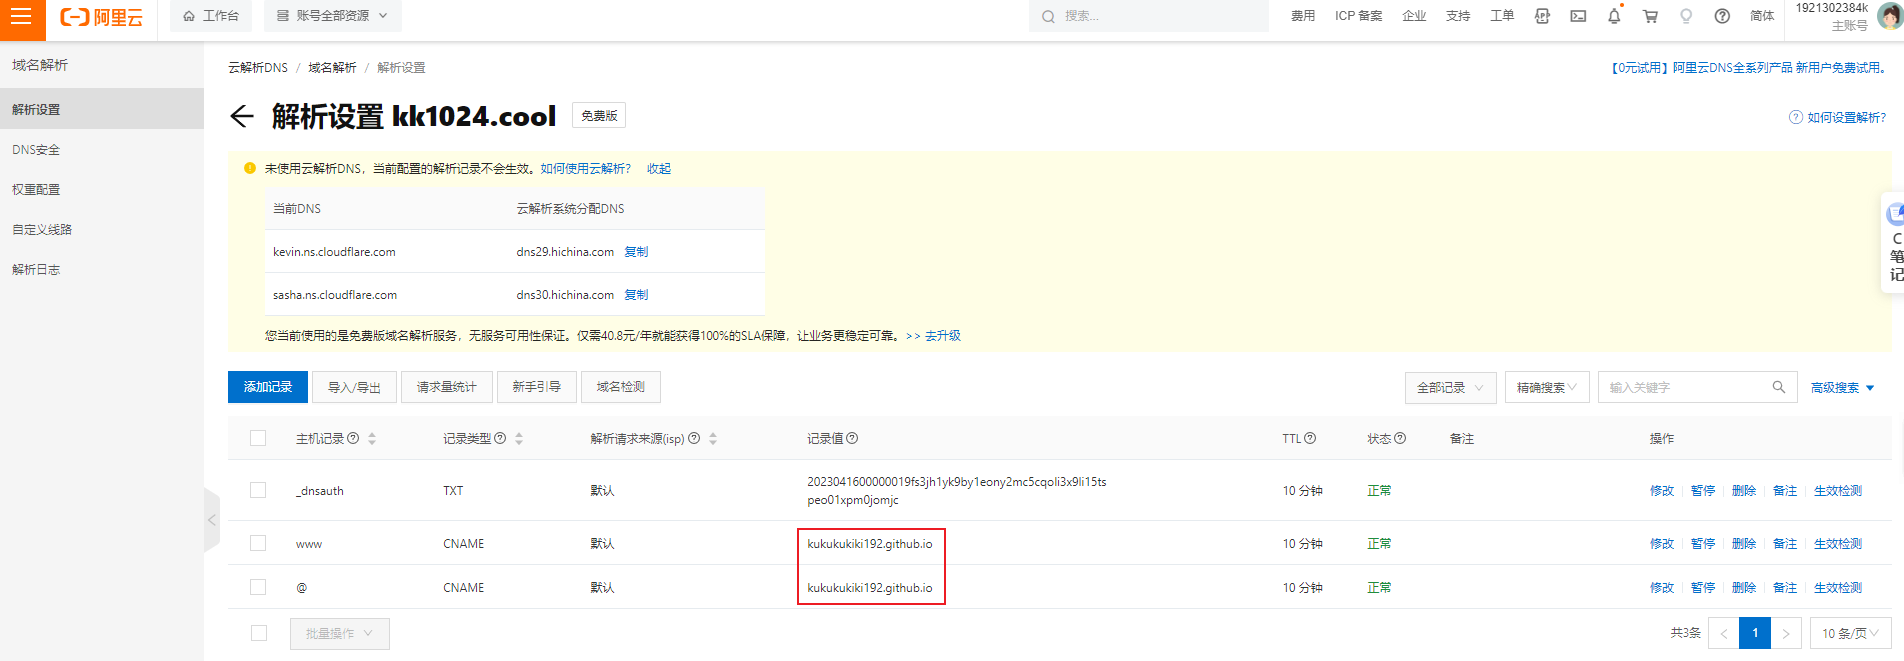 阿里云
工作台
账号全部资源
搜索...
费用
ICP 备案
企业
支持
工单
简体
1921302384k
主账号
域名解析
解析设置
DNS安全
权重配置
自定义线路
解析日志
云解析DNS / 域名解析 / 解析设置
【0元试用】阿里云DNS全系列产品 新用户免费试用。
解析设置 kk1024.cool
免费版
如何设置解析?
未使用云解析DNS，当前配置的解析记录不会生效。如何使用云解析? 收起
当前DNS 云解析系统分配DNS
kevin.ns.cloudflare.com dns29.hichina.com 复制
sasha.ns.cloudflare.com dns30.hichina.com 复制
您当前使用的是免费版域名解析服务，无服务可用性保证。仅需40.8元/年就能获得100%的SLA保障，让业务更稳定可靠。>> 去升级
C
笔
记
添加记录 导入/导出 请求量统计 新手引导 域名检测
全部记录 精确搜索 输入关键字 高级搜索
主机记录 记录类型 解析请求来源(isp) 记录值 TTL 状态 备注 操作
_dnsauth TXT 默认 2023041600000019fs3jh1yk9by1eony2mc5cqoli3x9li15ts
peo01xpm0jomjc 10 分钟 正常 修改 暂停 删除 备注 生效检测
www CNAME 默认 kukukukiki192.github.io 10 分钟 正常 修改 暂停 删除 备注 生效检测
@ CNAME 默认 kukukukiki192.github.io 10 分钟 正常 修改 暂停 删除 备注 生效检测
批量操作
共3条 < 1 > 10 条/页